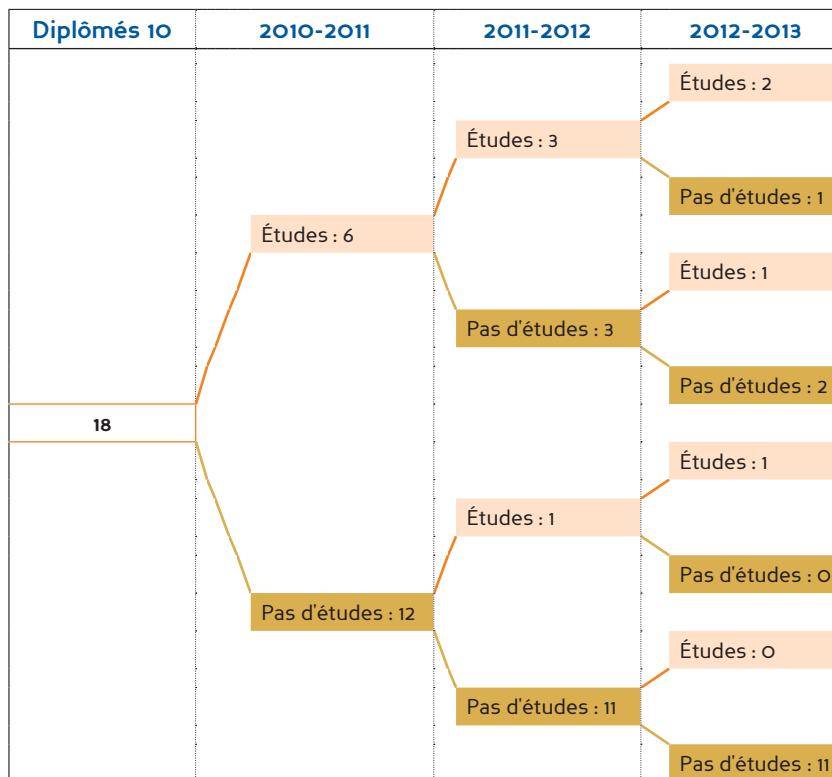 Diplômés 10 2010-2011 2011-2012 2012-2013
Études : 2
Études : 3
Pas d'études : 1
Études : 6
Études : 1
Pas d'études : 3
Pas d'études : 2
18
Études : 1
Études : 1
Pas d'études : 0
Pas d'études : 12
Études : 0
Pas d'études : 11
Pas d'études : 11